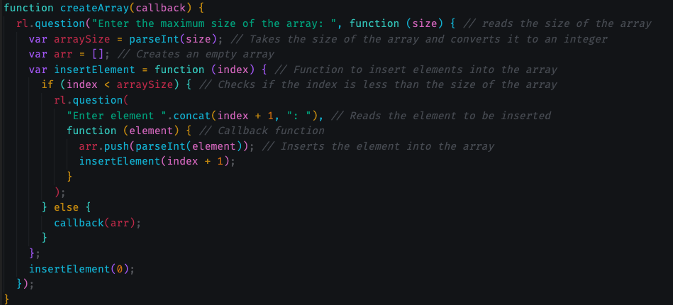 function createArray(callback) {
  rl.question("Enter the maximum size of the array: ", function (size) { // reads the size of the array
    var arraySize = parseInt(size); // Takes the size of the array and converts it to an integer
    var arr = []; // Creates an empty array
    var insertElement = function (index) { // Function to insert elements into the array
      if (index < arraySize) { // Checks if the index is less than the size of the array
        rl.question(
          "Enter element ".concat(index + 1, ": "), // Reads the element to be inserted
          function (element) { // Callback function
            arr.push(parseInt(element)); // Inserts the element into the array
            insertElement(index + 1);
          }
        );
      } else {
        callback(arr);
      }
    };
    insertElement(0);
  });
}